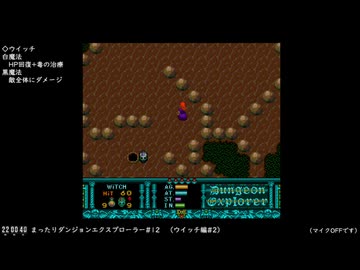 ◇ウイッチ
白魔法
HP回復+毒の治療
黒魔法
敵全体にダメージ
WITCH
HIT 60
9 9
AG.
AT.
ST.
IN.
Dungeon
Explorer
22:00:40 まったりダンジョンエクスプローラー#12 （ウイッチ編#2）
（マイクOFFです）